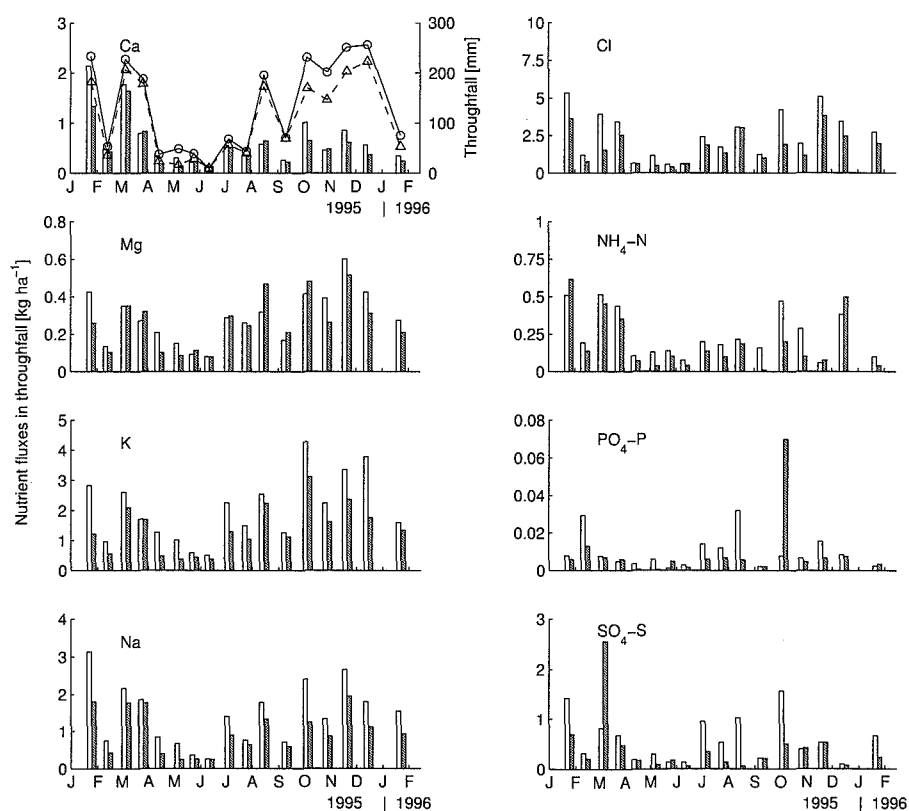 Ca
3
2
1
0
300
200
100
0
Throughfall [mm]
J F M A M J J A S O N D J F
1995 | 1996
Mg
0.8
0.6
0.4
0.2
0
K
5
4
3
2
1
0
Na
4
3
2
1
0
J F M A M J J A S O N D J F
1995 | 1996
Nutrient fluxes in throughfall [kg ha⁻¹]
Cl
10
7.5
5
2.5
0
NH₄-N
1
0.75
0.5
0.25
0
PO₄-P
0.08
0.06
0.04
0.02
0
SO₄-S
3
2
1
0
J F M A M J J A S O N D J F
1995 | 1996